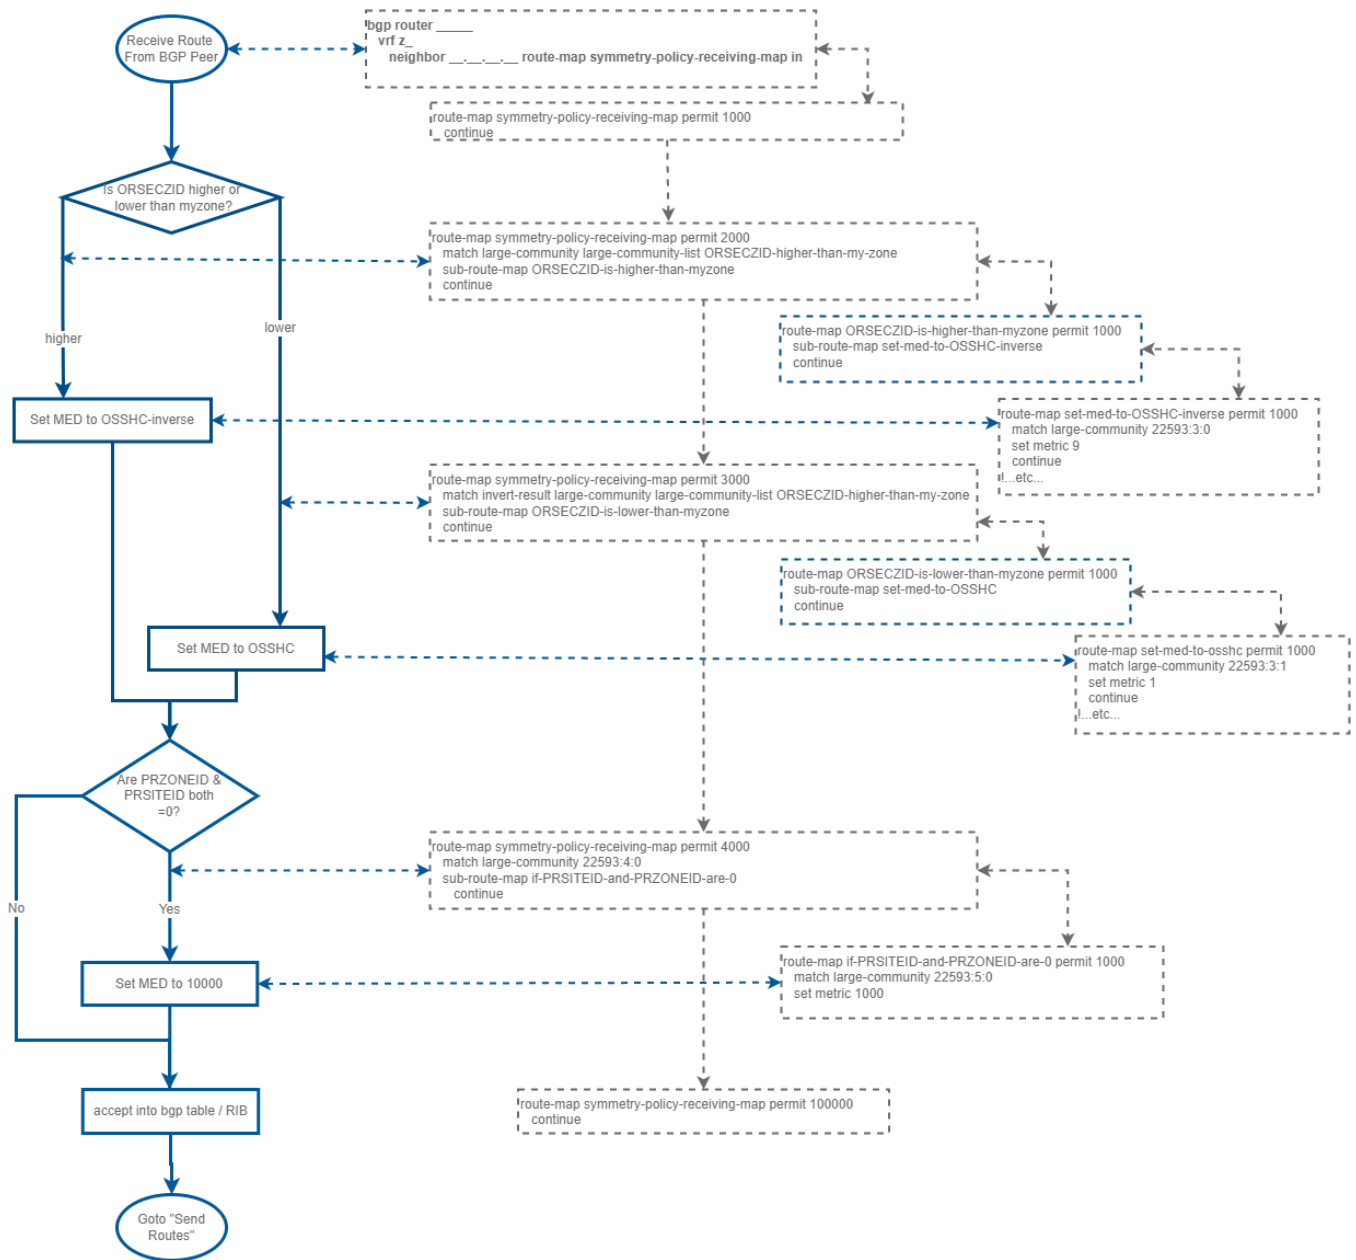 Receive Route
From BGP Peer
bgp router _____
vrf z_
neighbor __.__.__.__ route-map symmetry-policy-receiving-map in
route-map symmetry-policy-receiving-map permit 1000
continue
Is ORSECZID higher or
lower than myzone?
route-map symmetry-policy-receiving-map permit 2000
match large-community large-community-list ORSECZID-higher-than-my-zone
sub-route-map ORSECZID-is-higher-than-myzone
continue
higher
lower
route-map ORSECZID-is-higher-than-myzone permit 1000
sub-route-map set-med-to-OSSHC-inverse
continue
Set MED to OSSHC-inverse
route-map set-med-to-OSSHC-inverse permit 1000
match large-community 22593:3:0
set metric 9
continue
!...etc...
route-map symmetry-policy-receiving-map permit 3000
match invert-result large-community large-community-list ORSECZID-higher-than-my-zone
sub-route-map ORSECZID-is-lower-than-myzone
continue
route-map ORSECZID-is-lower-than-myzone permit 1000
sub-route-map set-med-to-OSSHC
continue
Set MED to OSSHC
route-map set-med-to-osshc permit 1000
match large-community 22593:3:1
set metric 1
continue
!...etc...
Are PRZONEID &
PRSITEID both
=0?
route-map symmetry-policy-receiving-map permit 4000
match large-community 22593:4:0
sub-route-map if-PRSITEID-and-PRZONEID-are-0
continue
No
Yes
route-map if-PRSITEID-and-PRZONEID-are-0 permit 1000
match large-community 22593:5:0
set metric 1000
Set MED to 10000
route-map symmetry-policy-receiving-map permit 100000
continue
accept into bgp table / RIB
Goto "Send
Routes"